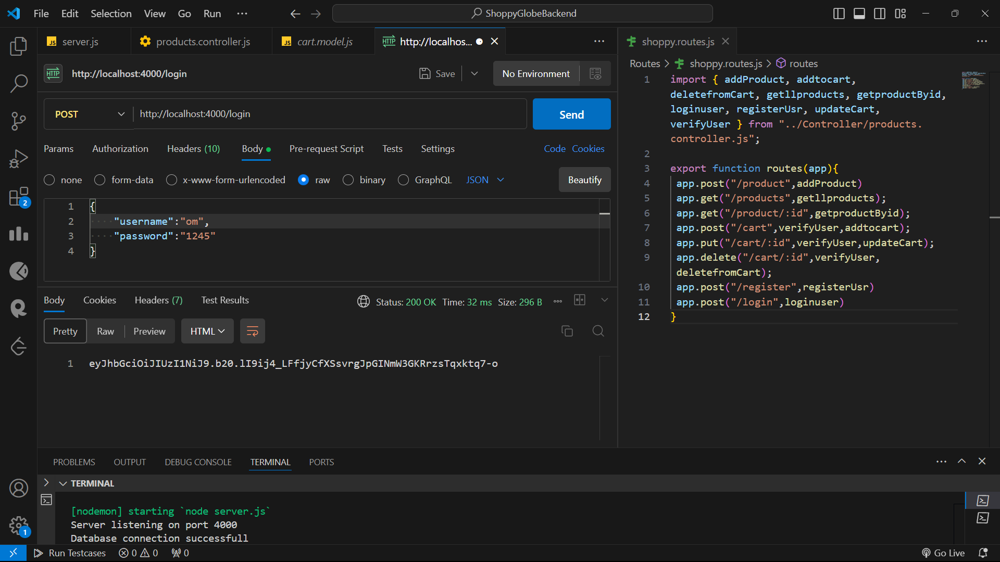 File Edit Selection View Go Run ··· ShoppyGlobeBackend
server.js products.controller.js cart.model.js HTTP http://localhos... shoppy.routes.js
HTTP http://localhost:4000/login Save No Environment
POST http://localhost:4000/login Send
Params Authorization Headers (10) Body Pre-request Script Tests Settings Code Cookies
none form-data x-www-form-urlencoded raw binary GraphQL JSON Beautify
1 {
2 "username":"om",
3 "password":"1245"
4 }
Body Cookies Headers (7) Test Results Status: 200 OK Time: 32 ms Size: 296 B
Pretty Raw Preview HTML
1 eyJhbGciOiJIUzI1NiJ9.b20.lI9ij4_LFfjyCfXSsvrgJpGINmW3GKRrzsTqxktq7-o
Routes > shoppy.routes.js > routes
1 import { addProduct, addtocart,
deletefromCart, getllproducts, getproductByid,
loginuser, registerUsr, updateCart,
verifyUser } from "../Controller/products.
controller.js";
2
3 export function routes(app){
4 app.post("/product",addProduct)
5 app.get("/products",getllproducts);
6 app.get("/product/:id",getproductByid);
7 app.post("/cart",verifyUser,addtocart);
8 app.put("/cart/:id",verifyUser,updateCart);
9 app.delete("/cart/:id",verifyUser,
deletefromCart);
10 app.post("/register",registerUsr)
11 app.post("/login",loginuser)
12 }
PROBLEMS OUTPUT DEBUG CONSOLE TERMINAL PORTS
TERMINAL
[nodemon] starting `node server.js`
Server listening on port 4000
Database connection successfull
2
1
Run Testcases 0 0 0 Go Live